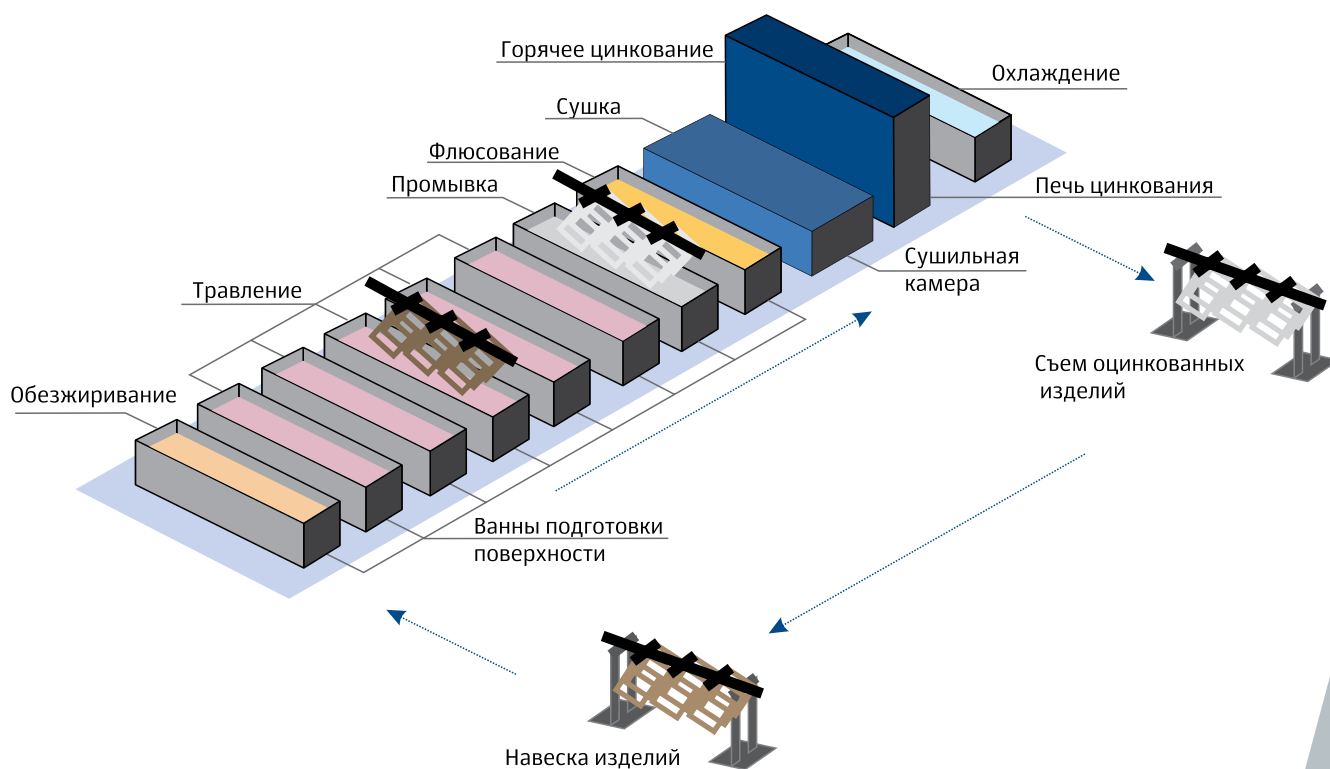 Горячее цинкование
Охлаждение
Сушка
Флюсование
Промывка
Печь цинкования
Сушильная
камера
Травление
Съем оцинкованных
изделий
Обезжиривание
Ванны подготовки
поверхности
Навеска изделий